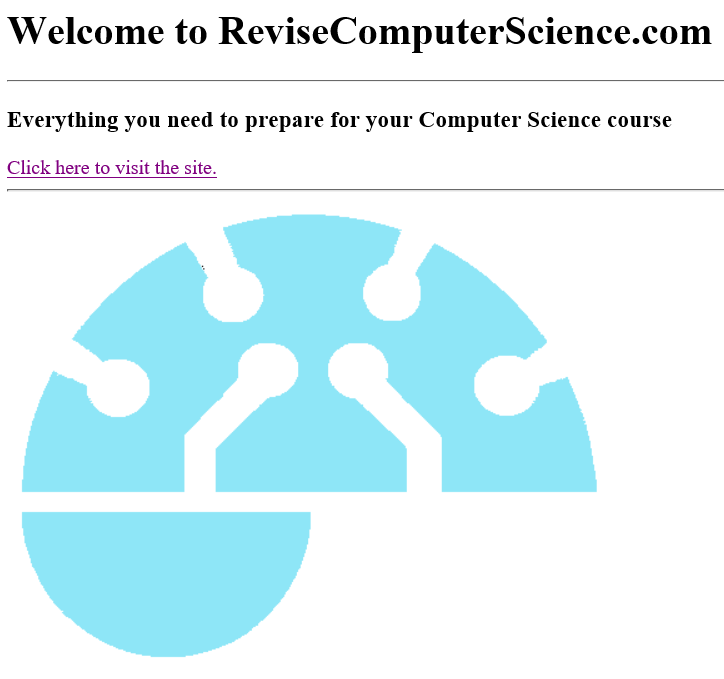 Welcome to ReviseComputerScience.com
Everything you need to prepare for your Computer Science course
Click here to visit the site.